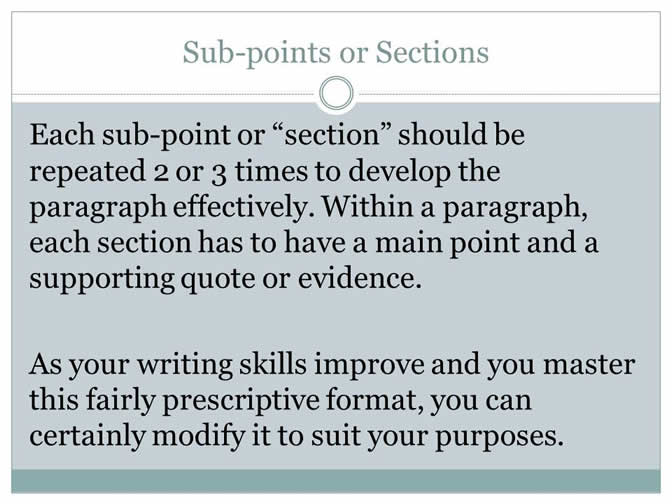 Sub-points or Sections
Each sub-point or “section” should be
repeated 2 or 3 times to develop the
paragraph effectively. Within a paragraph,
each section has to have a main point and a
supporting quote or evidence.
As your writing skills improve and you master
this fairly prescriptive format, you can
certainly modify it to suit your purposes.